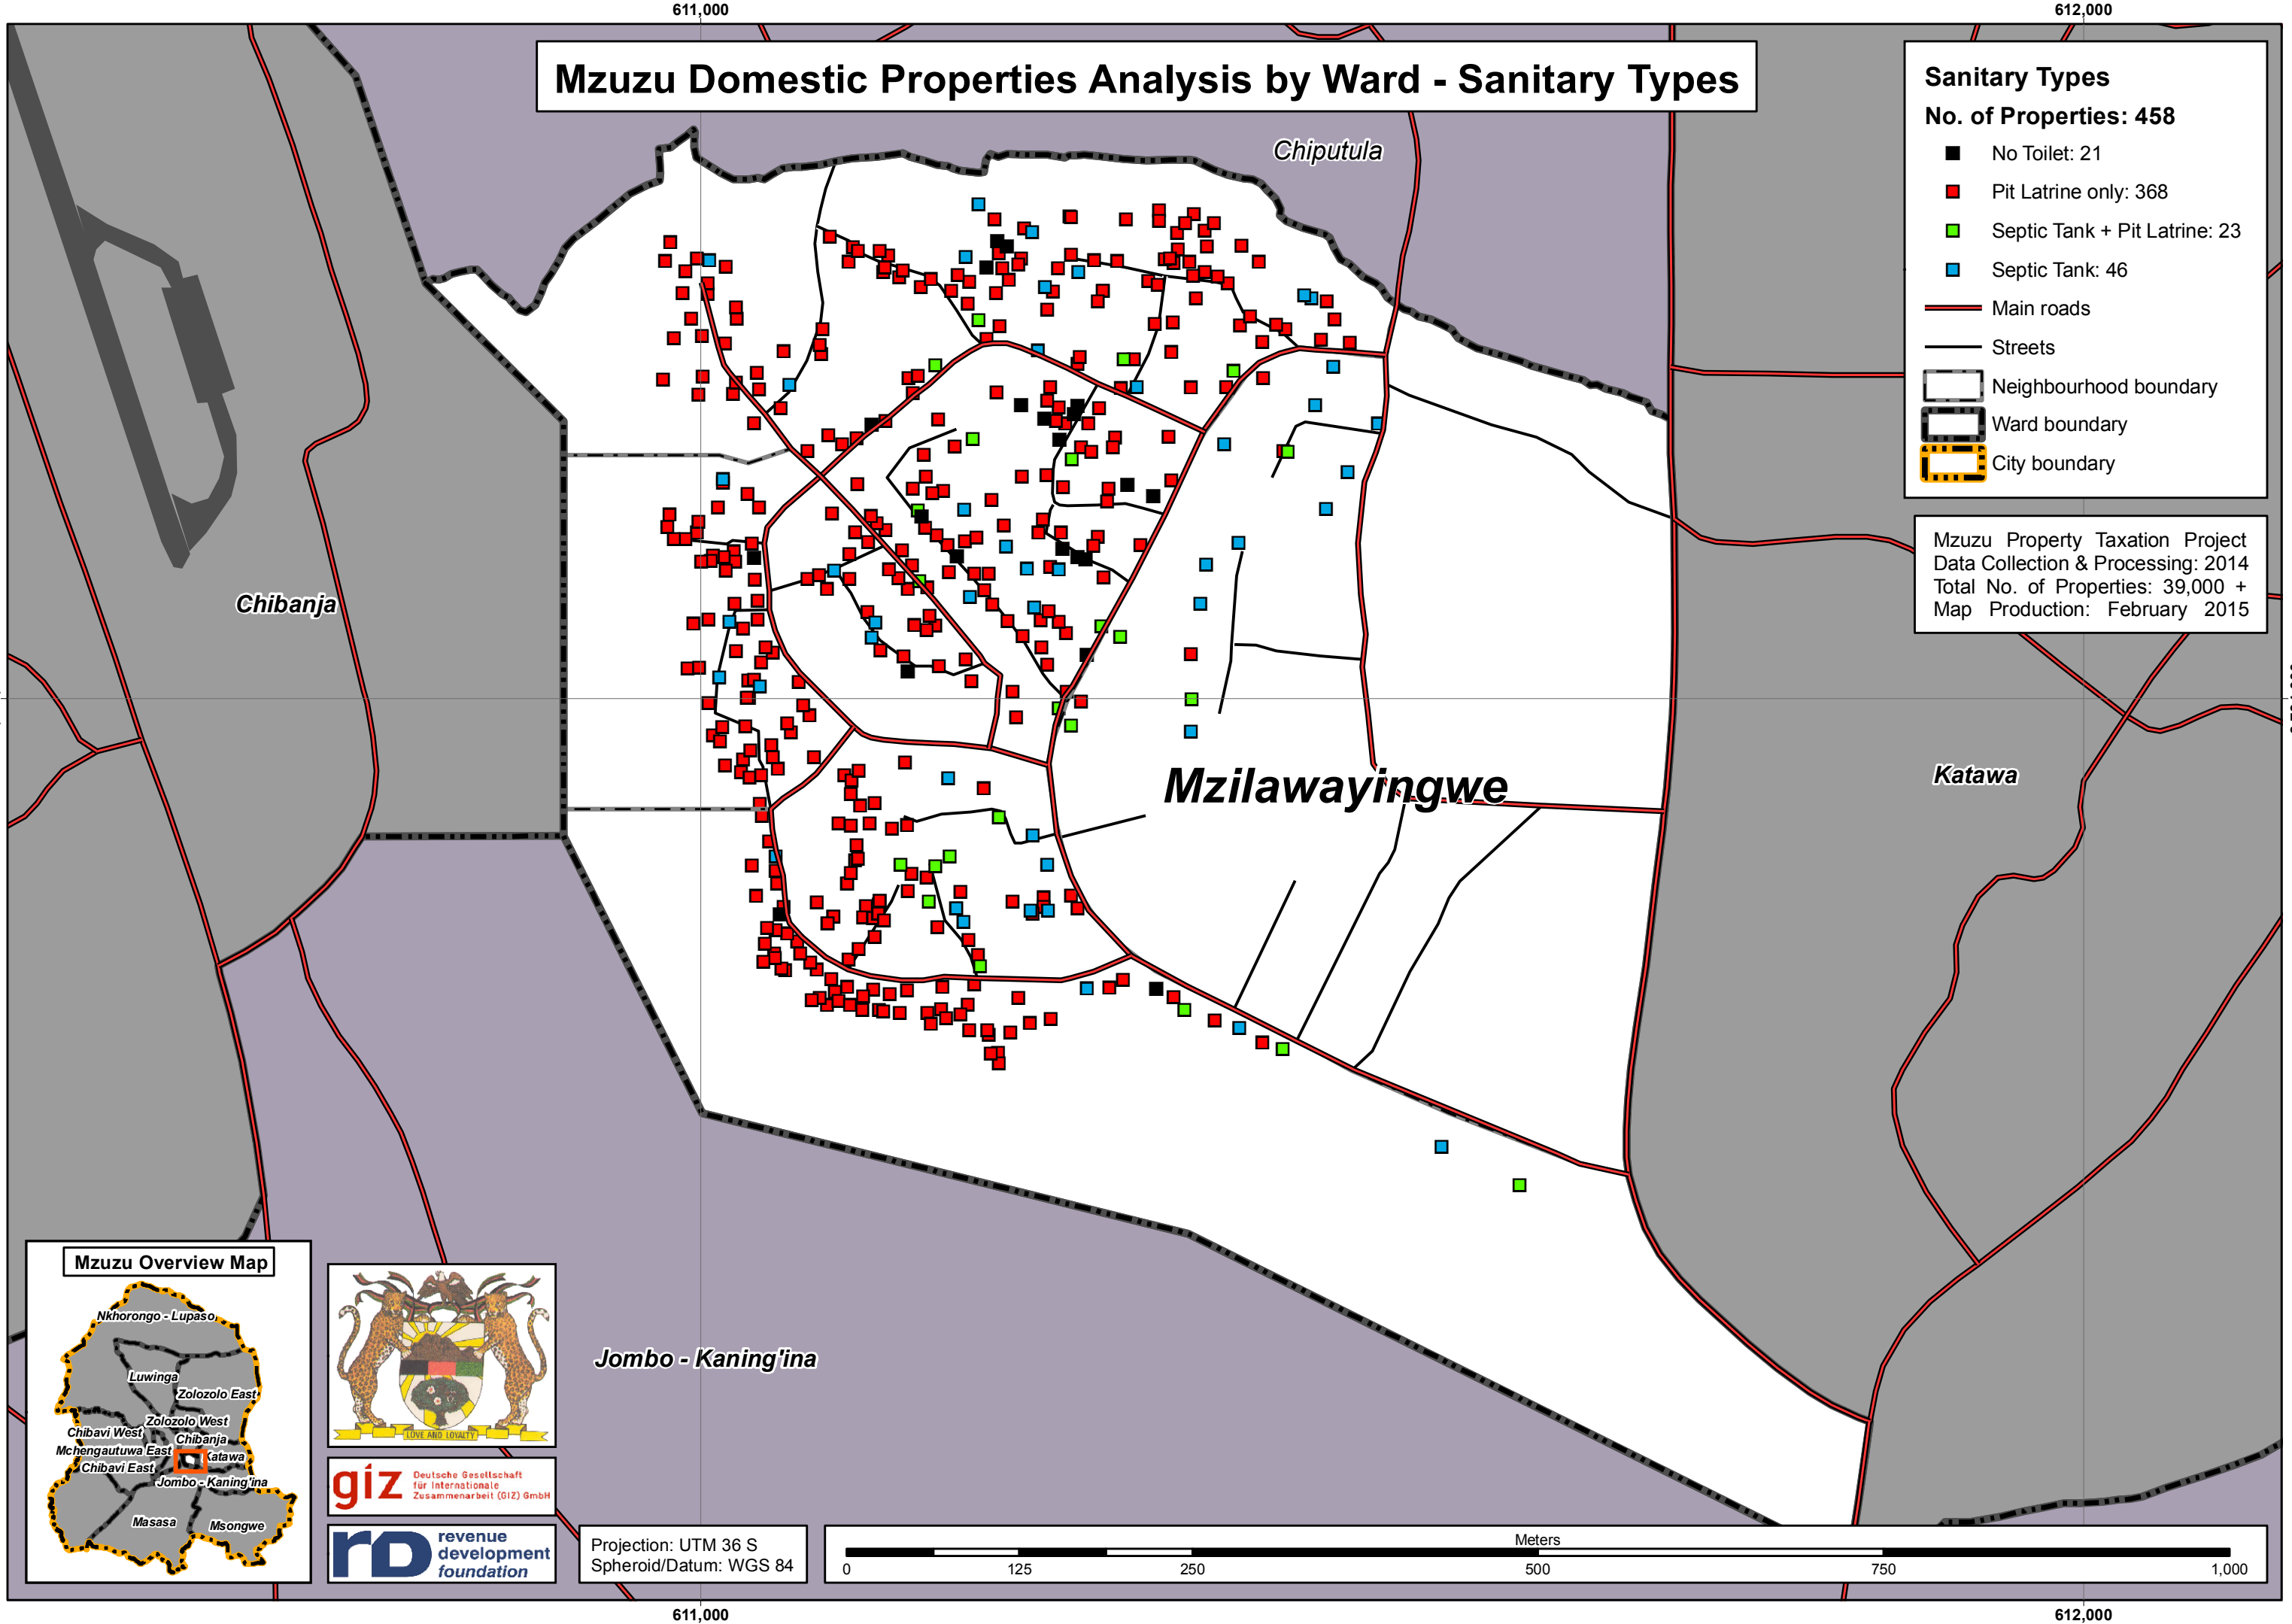 611,000
612,000
Mzuzu Domestic Properties Analysis by Ward - Sanitary Types
Sanitary Types
No. of Properties: 458
No Toilet: 21
Pit Latrine only: 368
Septic Tank + Pit Latrine: 23
Septic Tank: 46
Main roads
Streets
Neighbourhood boundary
Ward boundary
City boundary
Mzuzu Property Taxation Project
Data Collection & Processing: 2014
Total No. of Properties: 39,000 +
Map Production: February 2015
Chiputula
Chibanja
Mzilawayingwe
Katawa
Jombo - Kaning'ina
Mzuzu Overview Map
Nkhorongo - Lupaso
Luwinga
Zolozolo East
Zolozolo West
Chibavi West
Chibanja
Mchengautuwa East
Katawa
Chibavi East
Jombo - Kaning'ina
Masasa
Msongwe
LOVE AND LOYALTY
giz
Deutsche Gesellschaft
für Internationale
Zusammenarbeit (GIZ) GmbH
rD
revenue
development
foundation
Projection: UTM 36 S
Spheroid/Datum: WGS 84
Meters
0
125
250
500
750
1,000
611,000
612,000